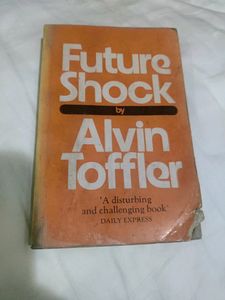 Future
Shock
by
Alvin
Toffler
'A disturbing
and challenging book'
DAILY EXPRESS